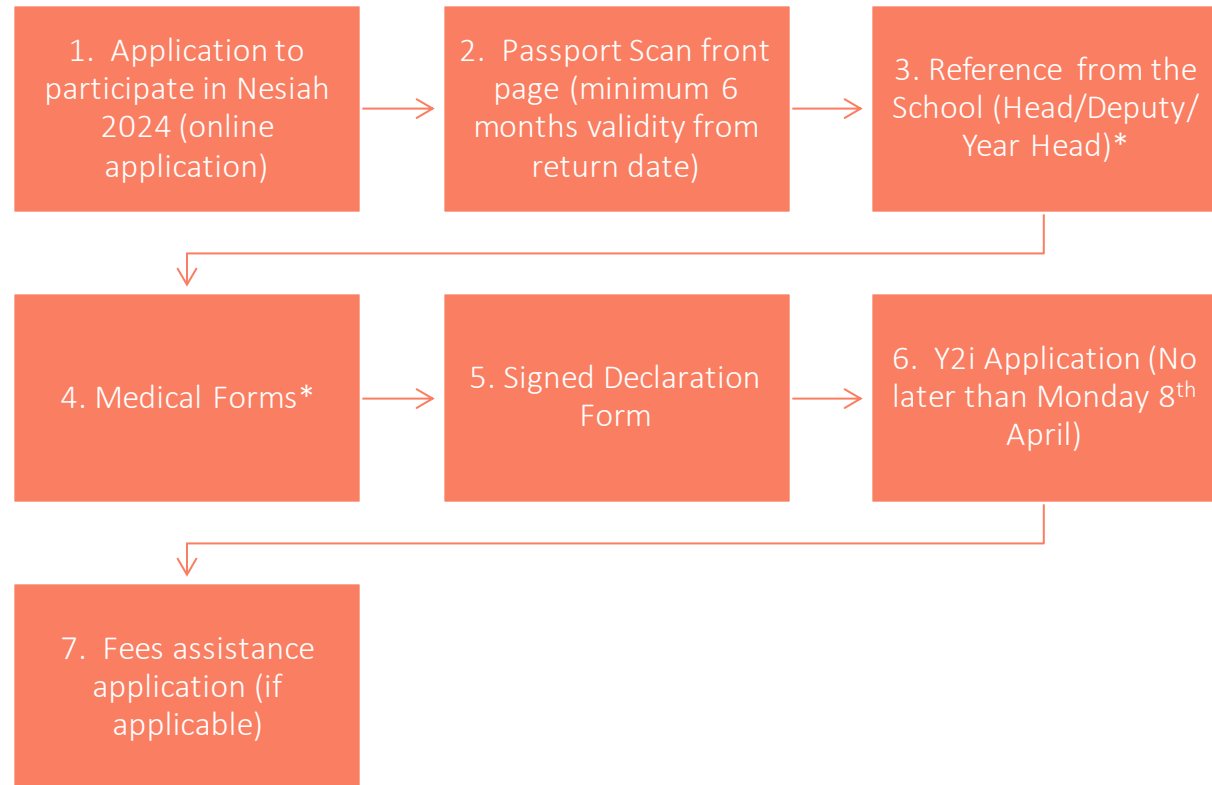 1. Application to
participate in Nesiah
2024 (online
application)
2. Passport Scan front
page (minimum 6
months validity from
return date)
3. Reference from the
School (Head/Deputy/
Year Head)*
4. Medical Forms*
5. Signed Declaration
Form
6. Y2i Application (No
later than Monday 8th
April)
7. Fees assistance
application (if
applicable)